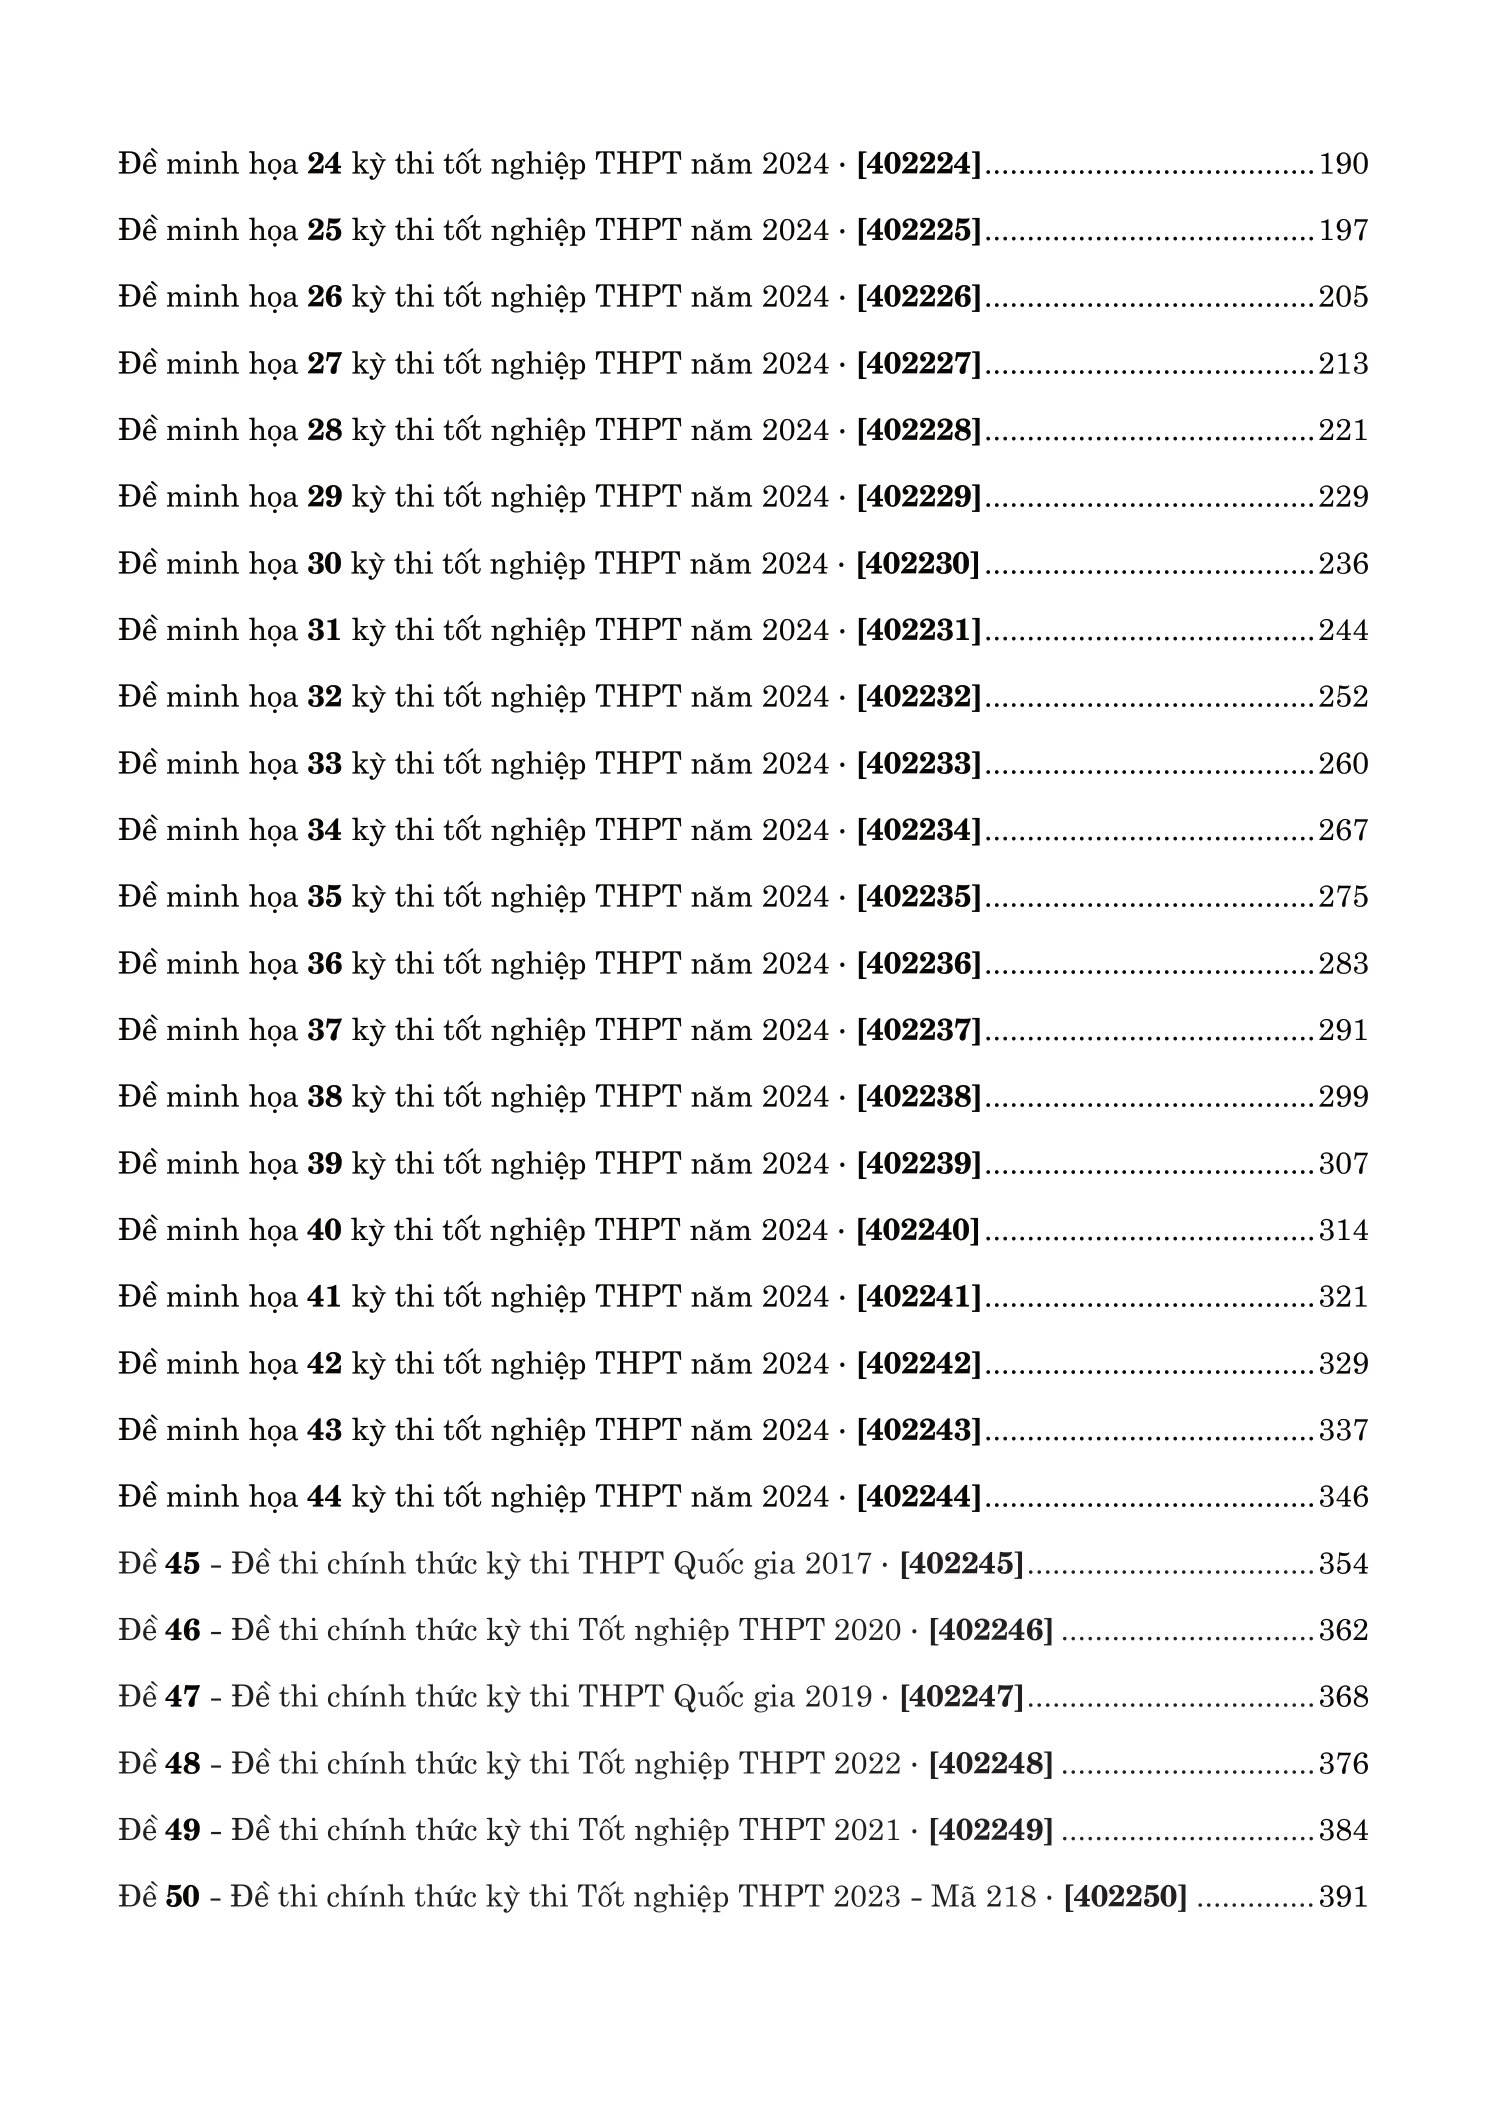 Đề minh họa 24 kỳ thi tốt nghiệp THPT năm 2024 · [402224]......................................190
Đề minh họa 25 kỳ thi tốt nghiệp THPT năm 2024 · [402225]......................................197
Đề minh họa 26 kỳ thi tốt nghiệp THPT năm 2024 · [402226]......................................205
Đề minh họa 27 kỳ thi tốt nghiệp THPT năm 2024 · [402227]......................................213
Đề minh họa 28 kỳ thi tốt nghiệp THPT năm 2024 · [402228]......................................221
Đề minh họa 29 kỳ thi tốt nghiệp THPT năm 2024 · [402229]......................................229
Đề minh họa 30 kỳ thi tốt nghiệp THPT năm 2024 · [402230]......................................236
Đề minh họa 31 kỳ thi tốt nghiệp THPT năm 2024 · [402231]......................................244
Đề minh họa 32 kỳ thi tốt nghiệp THPT năm 2024 · [402232]......................................252
Đề minh họa 33 kỳ thi tốt nghiệp THPT năm 2024 · [402233]......................................260
Đề minh họa 34 kỳ thi tốt nghiệp THPT năm 2024 · [402234]......................................267
Đề minh họa 35 kỳ thi tốt nghiệp THPT năm 2024 · [402235]......................................275
Đề minh họa 36 kỳ thi tốt nghiệp THPT năm 2024 · [402236]......................................283
Đề minh họa 37 kỳ thi tốt nghiệp THPT năm 2024 · [402237]......................................291
Đề minh họa 38 kỳ thi tốt nghiệp THPT năm 2024 · [402238]......................................299
Đề minh họa 39 kỳ thi tốt nghiệp THPT năm 2024 · [402239]......................................307
Đề minh họa 40 kỳ thi tốt nghiệp THPT năm 2024 · [402240]......................................314
Đề minh họa 41 kỳ thi tốt nghiệp THPT năm 2024 · [402241]......................................321
Đề minh họa 42 kỳ thi tốt nghiệp THPT năm 2024 · [402242]......................................329
Đề minh họa 43 kỳ thi tốt nghiệp THPT năm 2024 · [402243]......................................337
Đề minh họa 44 kỳ thi tốt nghiệp THPT năm 2024 · [402244]......................................346
Đề 45 - Đề thi chính thức kỳ thi THPT Quốc gia 2017 · [402245].................................354
Đề 46 - Đề thi chính thức kỳ thi Tốt nghiệp THPT 2020 · [402246] .............................362
Đề 47 - Đề thi chính thức kỳ thi THPT Quốc gia 2019 · [402247].................................368
Đề 48 - Đề thi chính thức kỳ thi Tốt nghiệp THPT 2022 · [402248] .............................376
Đề 49 - Đề thi chính thức kỳ thi Tốt nghiệp THPT 2021 · [402249] .............................384
Đề 50 - Đề thi chính thức kỳ thi Tốt nghiệp THPT 2023 - Mã 218 · [402250] ..............391